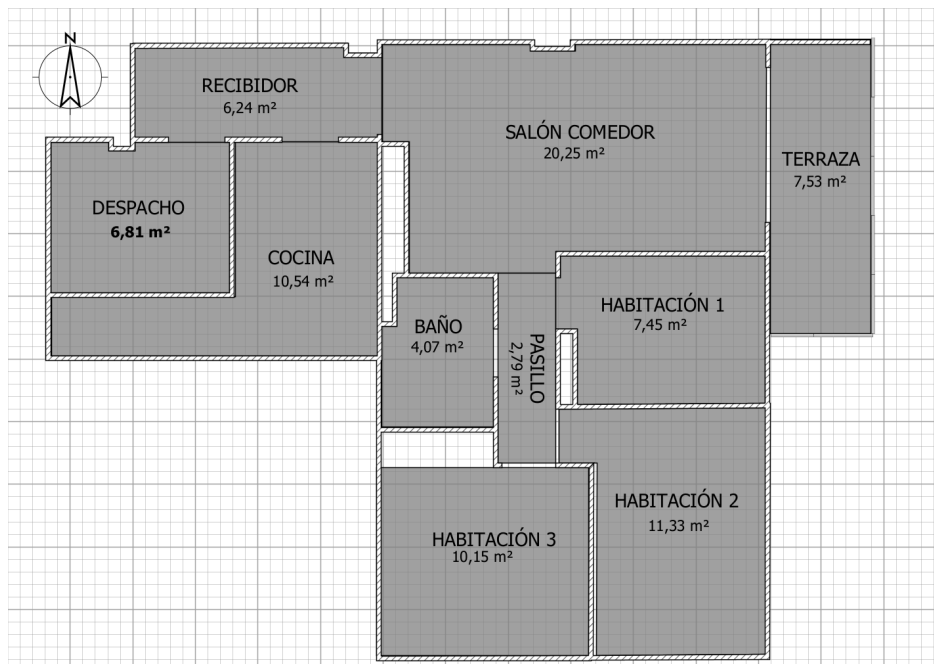 N
RECIBIDOR
6,24 m²
SALÓN COMEDOR
20,25 m²
TERRAZA
7,53 m²
DESPACHO
6,81 m²
COCINA
10,54 m²
HABITACIÓN 1
7,45 m²
BAÑO
4,07 m²
PASILLO
2,79 m²
HABITACIÓN 2
11,33 m²
HABITACIÓN 3
10,15 m²